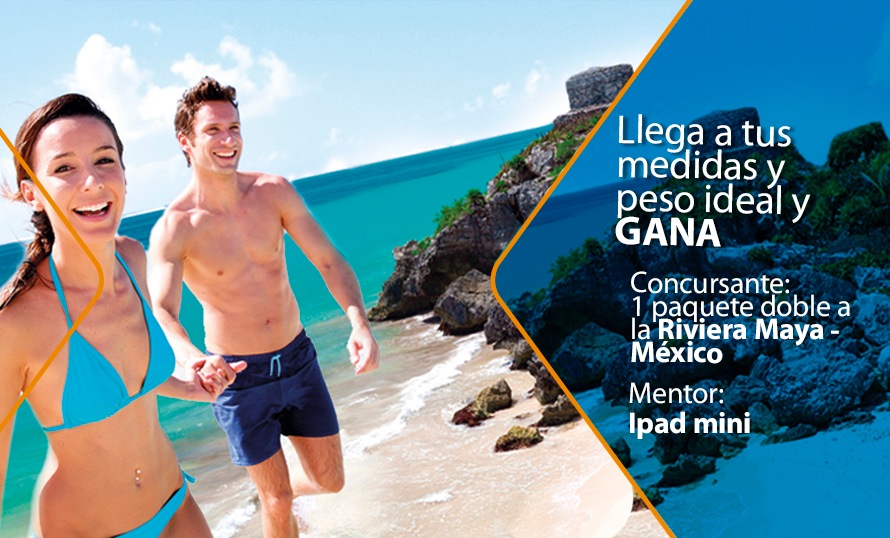 Llega a tus
medidas y
peso ideal y
GANA
Concursante:
1 paquete doble a
la Riviera Maya -
México
Mentor:
Ipad mini